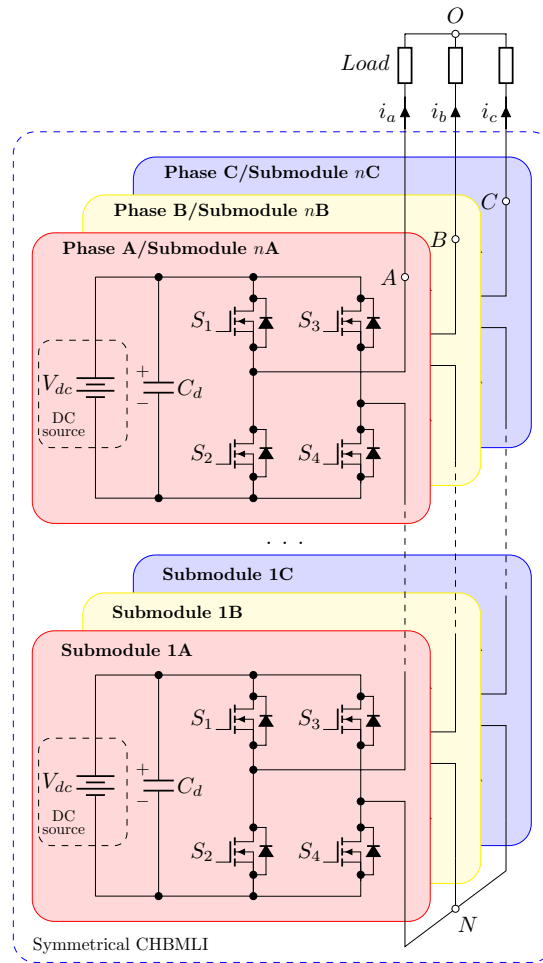 O
Load
i_a i_b i_c
Phase C/Submodule nC
C
Phase B/Submodule nB
B
Phase A/Submodule nA
A
S_1 S_3
+
V_dc C_d
−
DC
source
S_2 S_4
. . .
Submodule 1C
Submodule 1B
Submodule 1A
S_1 S_3
+
V_dc C_d
−
DC
source
S_2 S_4
N
Symmetrical CHBMLI